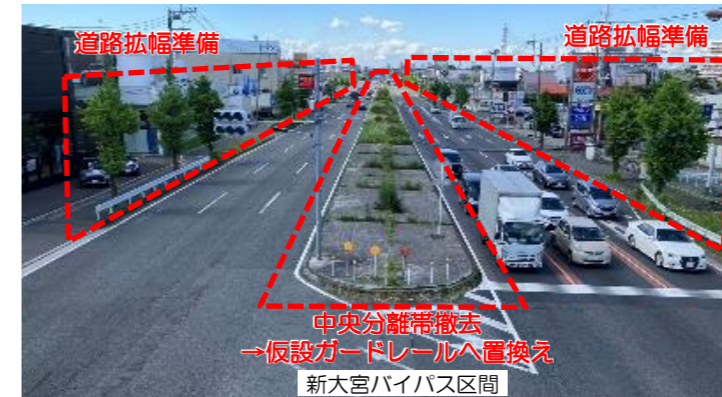 道路拡幅準備
道路拡幅準備
中央分離帯撤去
→仮設ガードレールへ置換え
新大宮バイパス区間